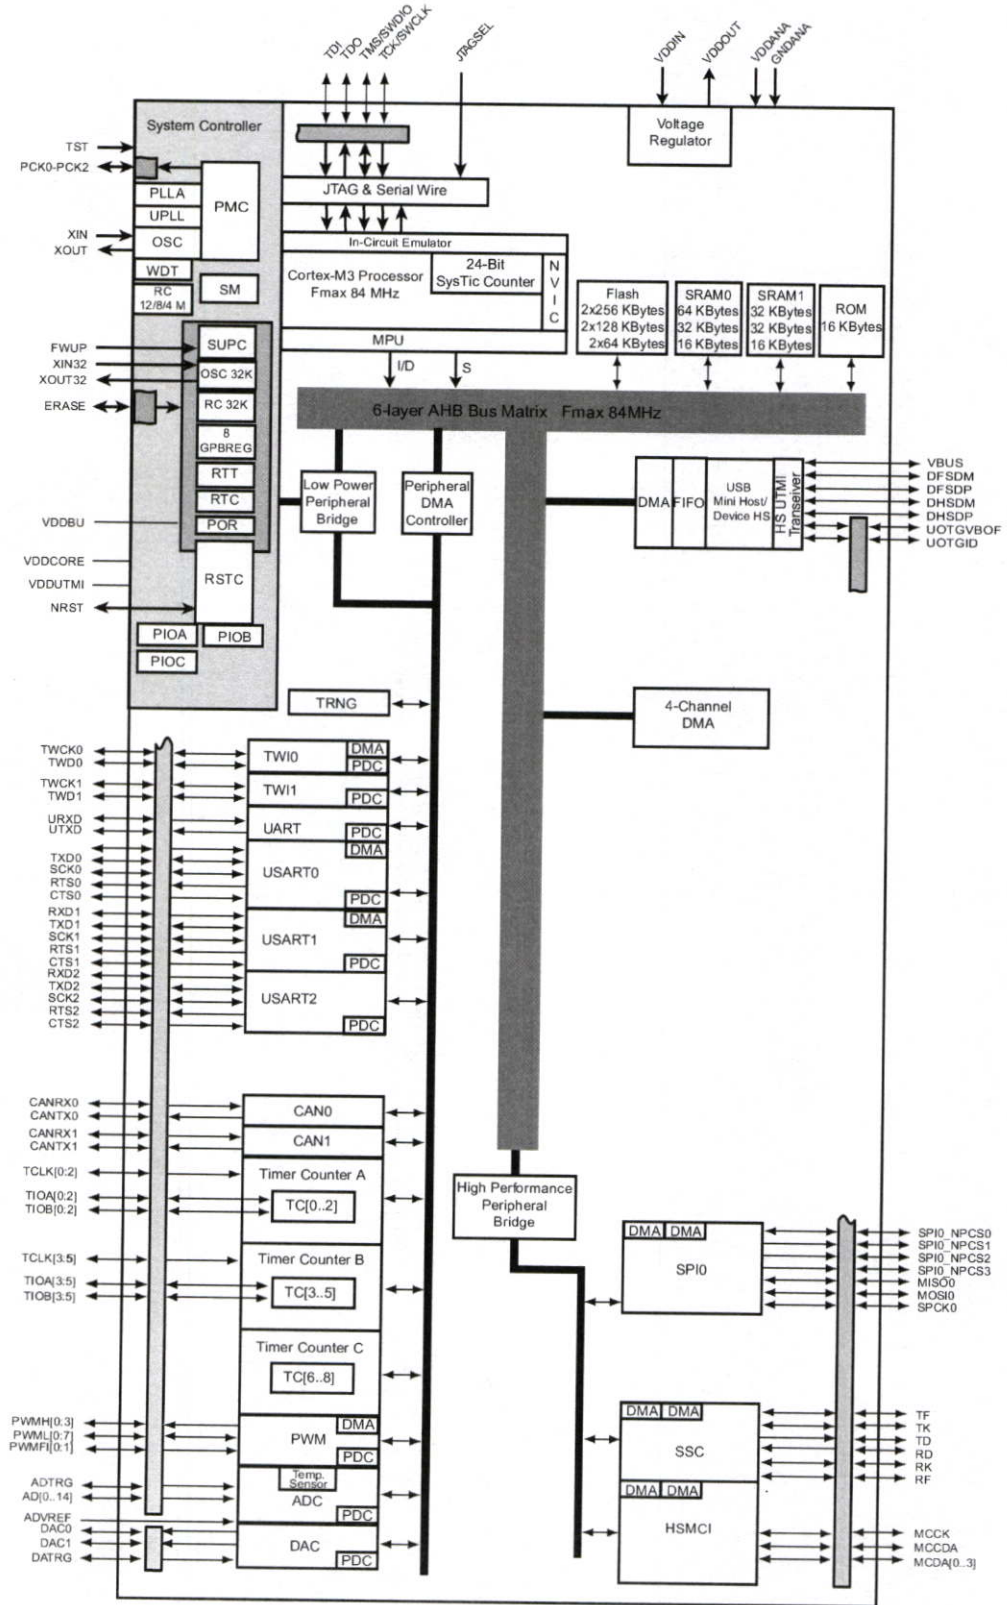 TDI
TDO
TMS/SWDIO
TCK/SWCLK
JTAGSEL
VDDIN
VDDOUT
VDDANA
GNDANA
System Controller
Voltage
Regulator
TST
PCK0-PCK2
JTAG & Serial Wire
PLLA
PMC
UPLL
XIN
XOUT
OSC
In-Circuit Emulator
WDT
RC
12/8/4 M
SM
Cortex-M3 Processor
Fmax 84 MHz
24-Bit
SysTic Counter
N
V
I
C
MPU
Flash
2x256 KBytes
2x128 KBytes
2x64 KBytes
SRAM0
64 KBytes
32 KBytes
16 KBytes
SRAM1
32 KBytes
32 KBytes
16 KBytes
ROM
16 KBytes
FWUP
XIN32
XOUT32
ERASE
SUPC
OSC 32K
RC 32K
8
GPBREG
RTT
RTC
POR
VDDBU
VDDCORE
VDDUTMI
NRST
RSTC
PIOA
PIOB
PIOC
I/D
S
6-layer AHB Bus Matrix Fmax 84MHz
Low Power
Peripheral
Bridge
Peripheral
DMA
Controller
DMA
FIFO
USB
Mini Host/
Device HS
HS UTMI
Transeiver
VBUS
DFSDM
DFSDP
DHSDM
DHSDP
UOTGVBOF
UOTGID
TRNG
4-Channel
DMA
TWCK0
TWD0
TWI0
DMA
PDC
TWCK1
TWD1
TWI1
PDC
URXD
UTXD
UART
PDC
TXD0
SCK0
RTS0
CTS0
USART0
DMA
PDC
RXD1
TXD1
SCK1
RTS1
CTS1
USART1
DMA
PDC
RXD2
TXD2
SCK2
RTS2
CTS2
USART2
PDC
CANRX0
CANTX0
CAN0
CANRX1
CANTX1
CAN1
TCLK[0:2]
Timer Counter A
TIOA[0:2]
TIOB[0:2]
TC[0..2]
TCLK[3:5]
Timer Counter B
TIOA[3:5]
TIOB[3:5]
TC[3..5]
Timer Counter C
TC[6..8]
High Performance
Peripheral
Bridge
DMA
DMA
SPI0
SPI0_NPCS0
SPI0_NPCS1
SPI0_NPCS2
SPI0_NPCS3
MISO0
MOSI0
SPCK0
PWMH[0:3]
PWML[0:7]
PWMFI[0:1]
PWM
DMA
PDC
DMA
DMA
SSC
TF
TK
TD
RD
RK
RF
ADTRG
AD[0..14]
ADVREF
Temp.
Sensor
ADC
PDC
DMA
DMA
HSMCI
DAC0
DAC1
DATRG
DAC
PDC
MCCK
MCCDA
MCDA[0..3]